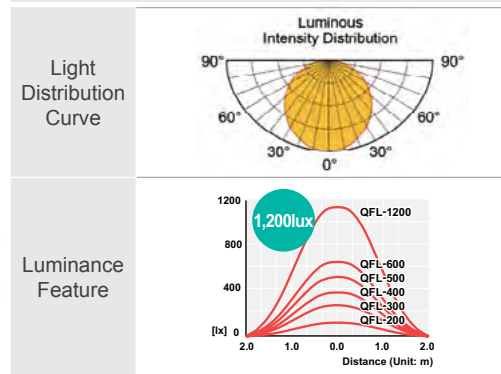 Light
Distribution
Curve
Luminous
Intensity Distribution
90°
90°
60°
60°
30°
30°
0°
Luminance
Feature
1200
800
400
[lx] 0
1,200lux
QFL-1200
QFL-600
QFL-500
QFL-400
QFL-300
QFL-200
2.0 1.0 0.0 1.0 2.0
Distance (Unit: m)